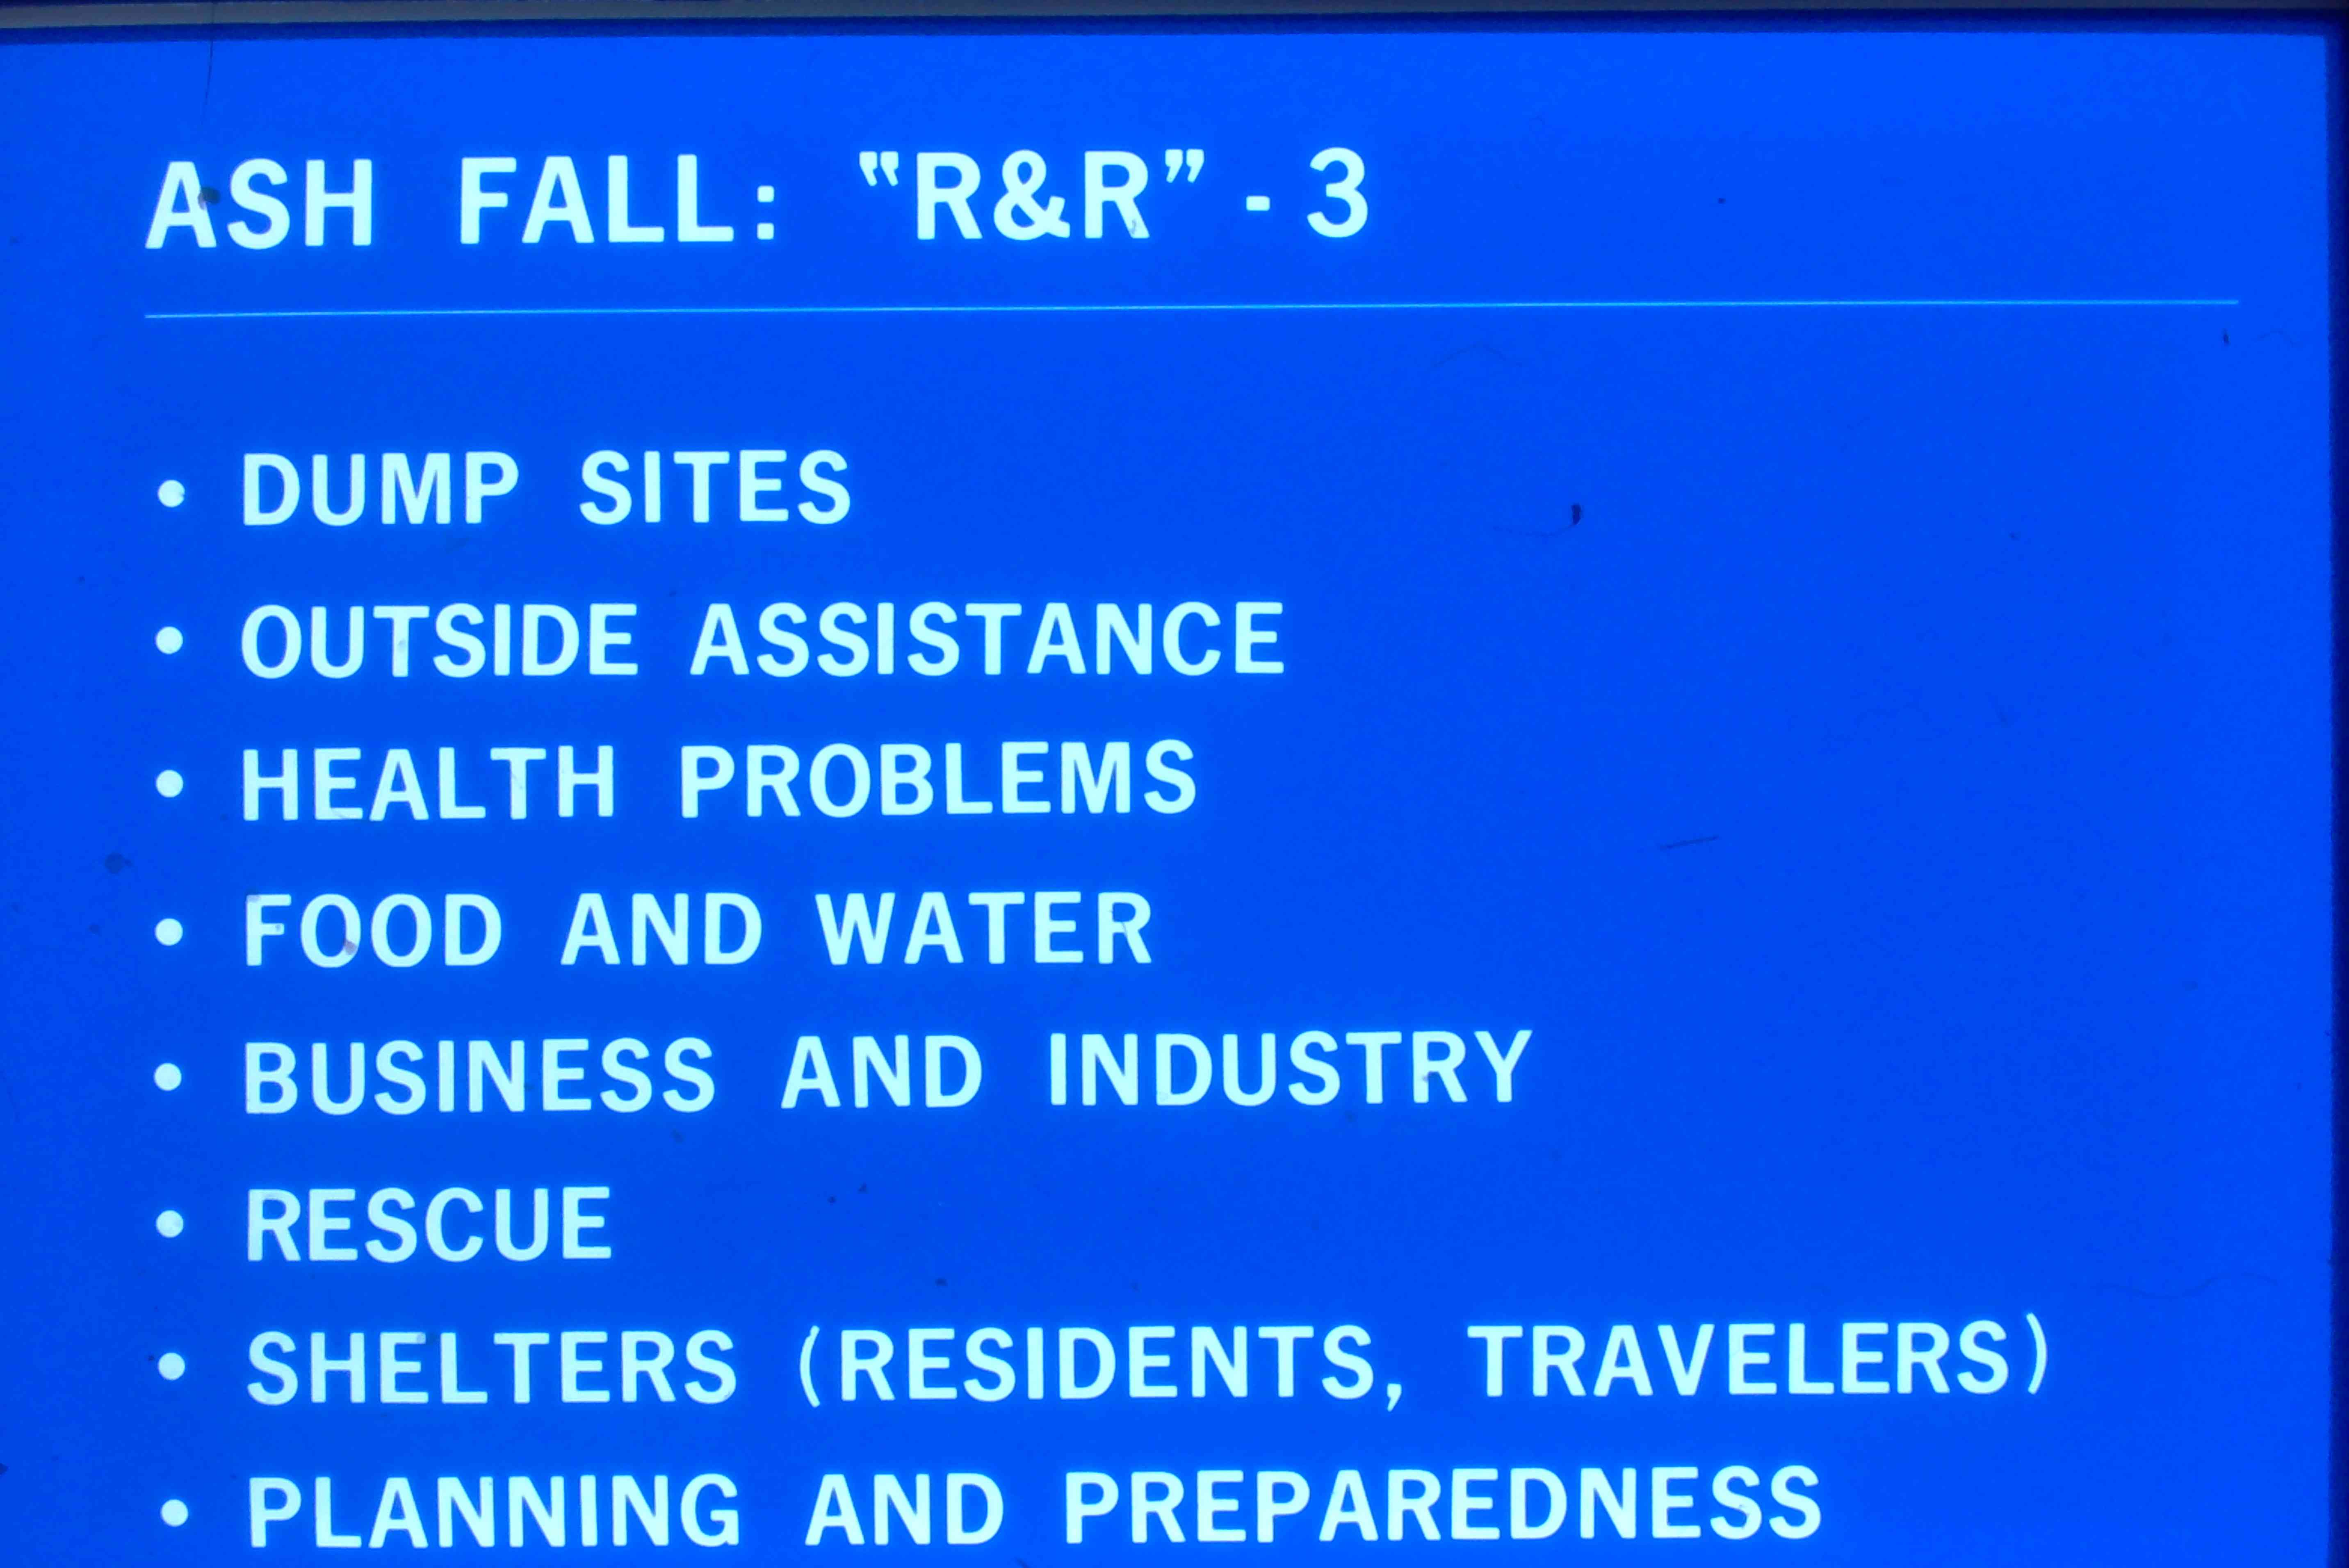 ASH FALL: "R&R" - 3
• DUMP SITES
• OUTSIDE ASSISTANCE
• HEALTH PROBLEMS
• FOOD AND WATER
• BUSINESS AND INDUSTRY
• RESCUE
• SHELTERS (RESIDENTS, TRAVELERS)
• PLANNING AND PREPAREDNESS